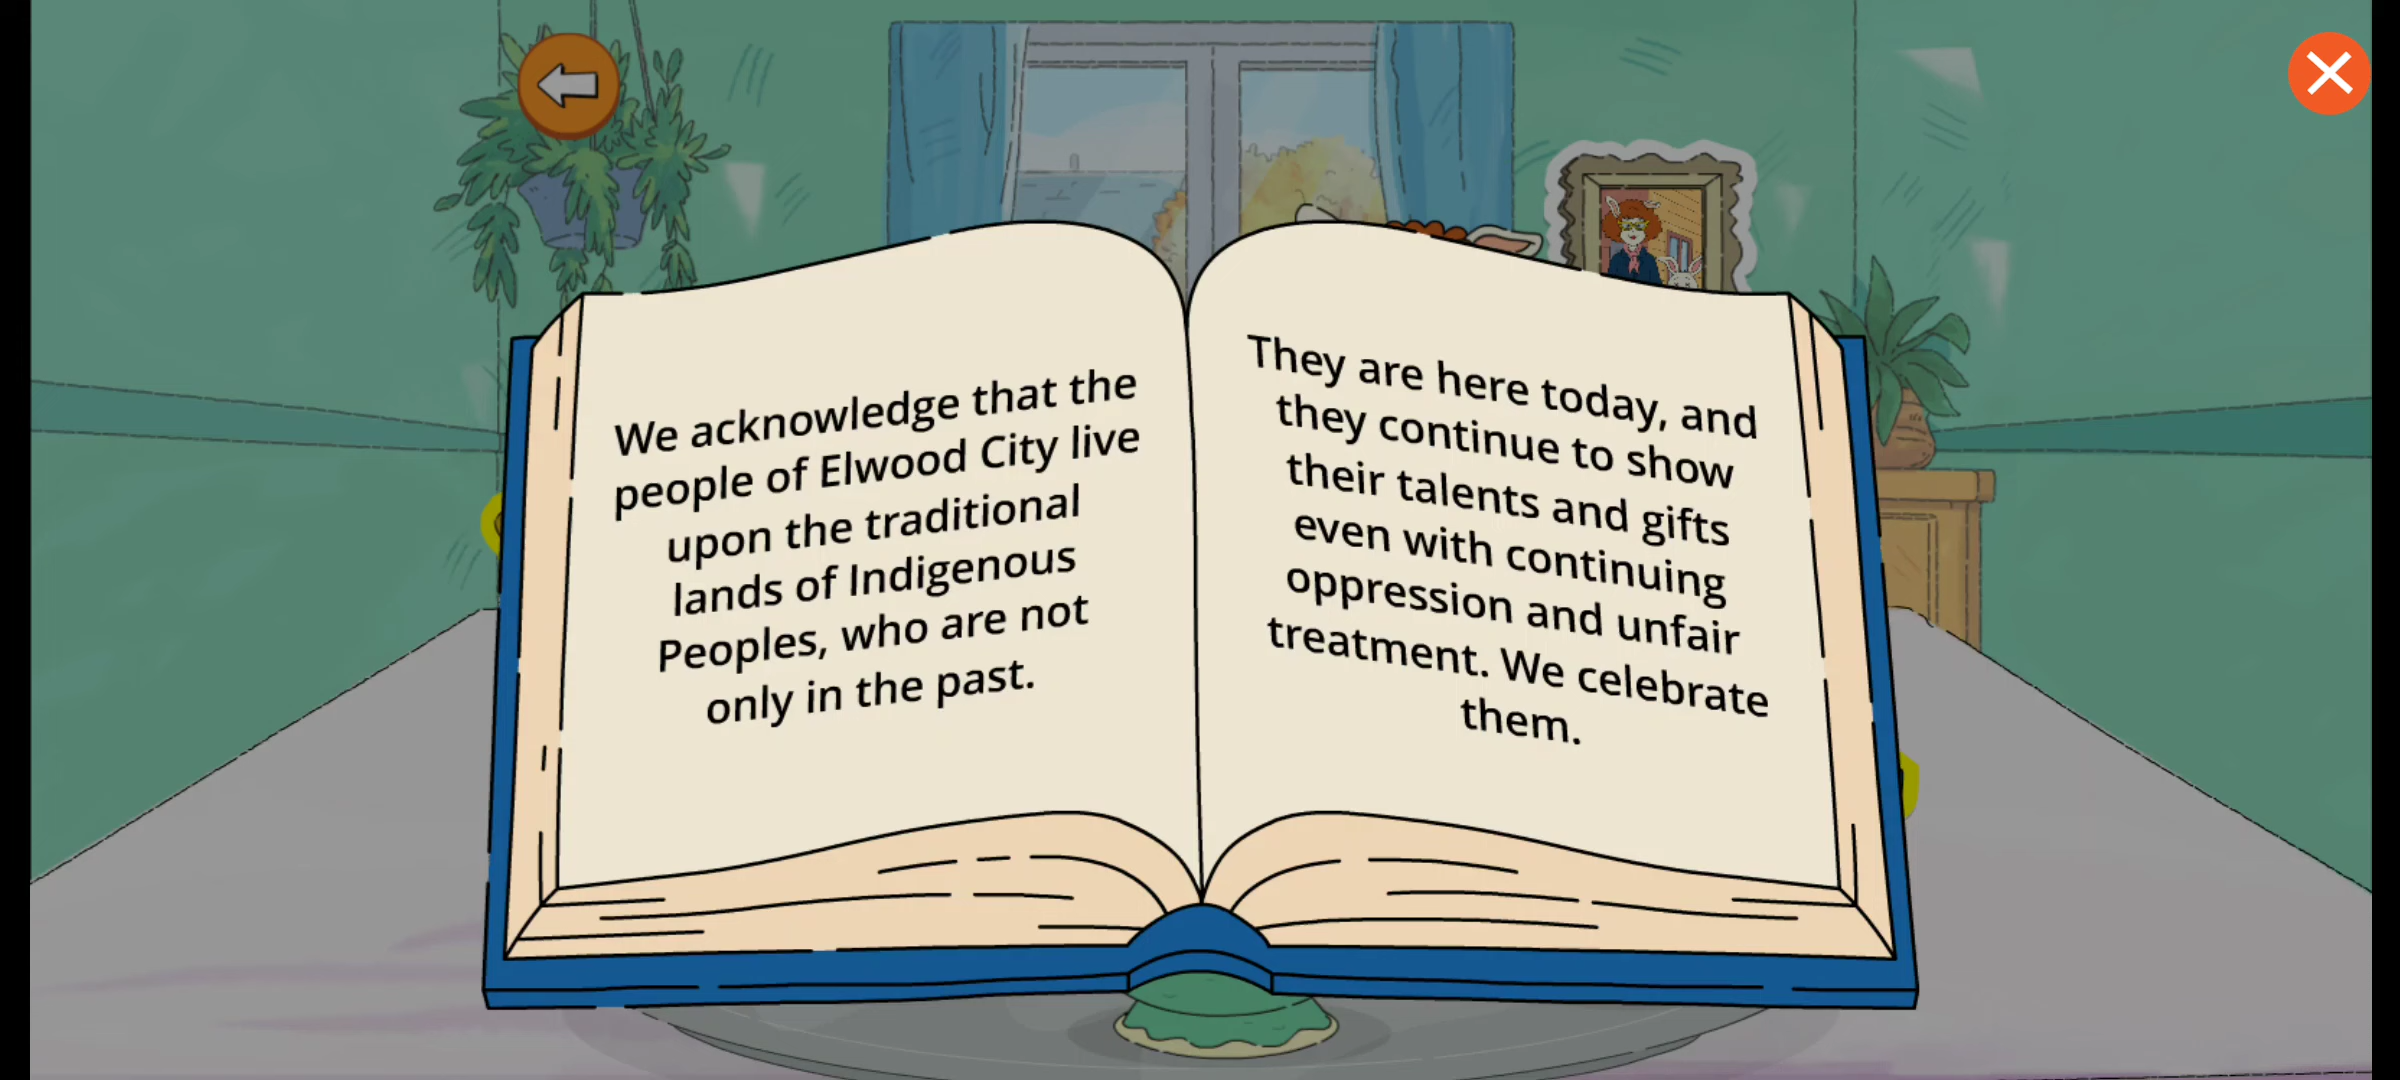 We acknowledge that the
people of Elwood City live
upon the traditional
lands of Indigenous
Peoples, who are not
only in the past.
They are here today, and
they continue to show
their talents and gifts
even with continuing
oppression and unfair
treatment. We celebrate
them.